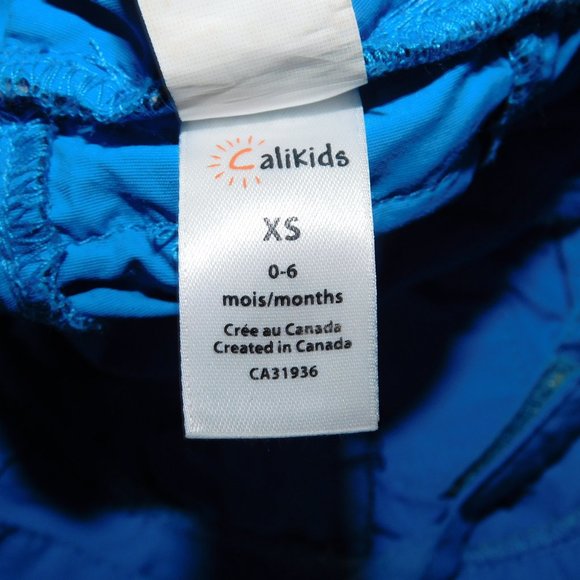 Calikids
XS
0-6
mois/months
Crée au Canada
Created in Canada
CA31936